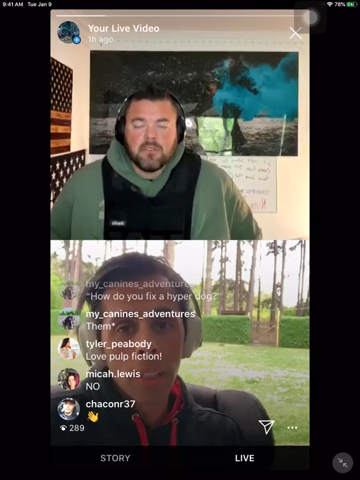 9:41 AM Tue Jan 9
78%
Your Live Video
1h ago
my_canines_adventures
"How do you fix a hyper dog?"
my_canines_adventures
Them*
tyler_peabody
Love pulp fiction!
micah.lewis
NO
chaconr37
👋
289
STORY LIVE